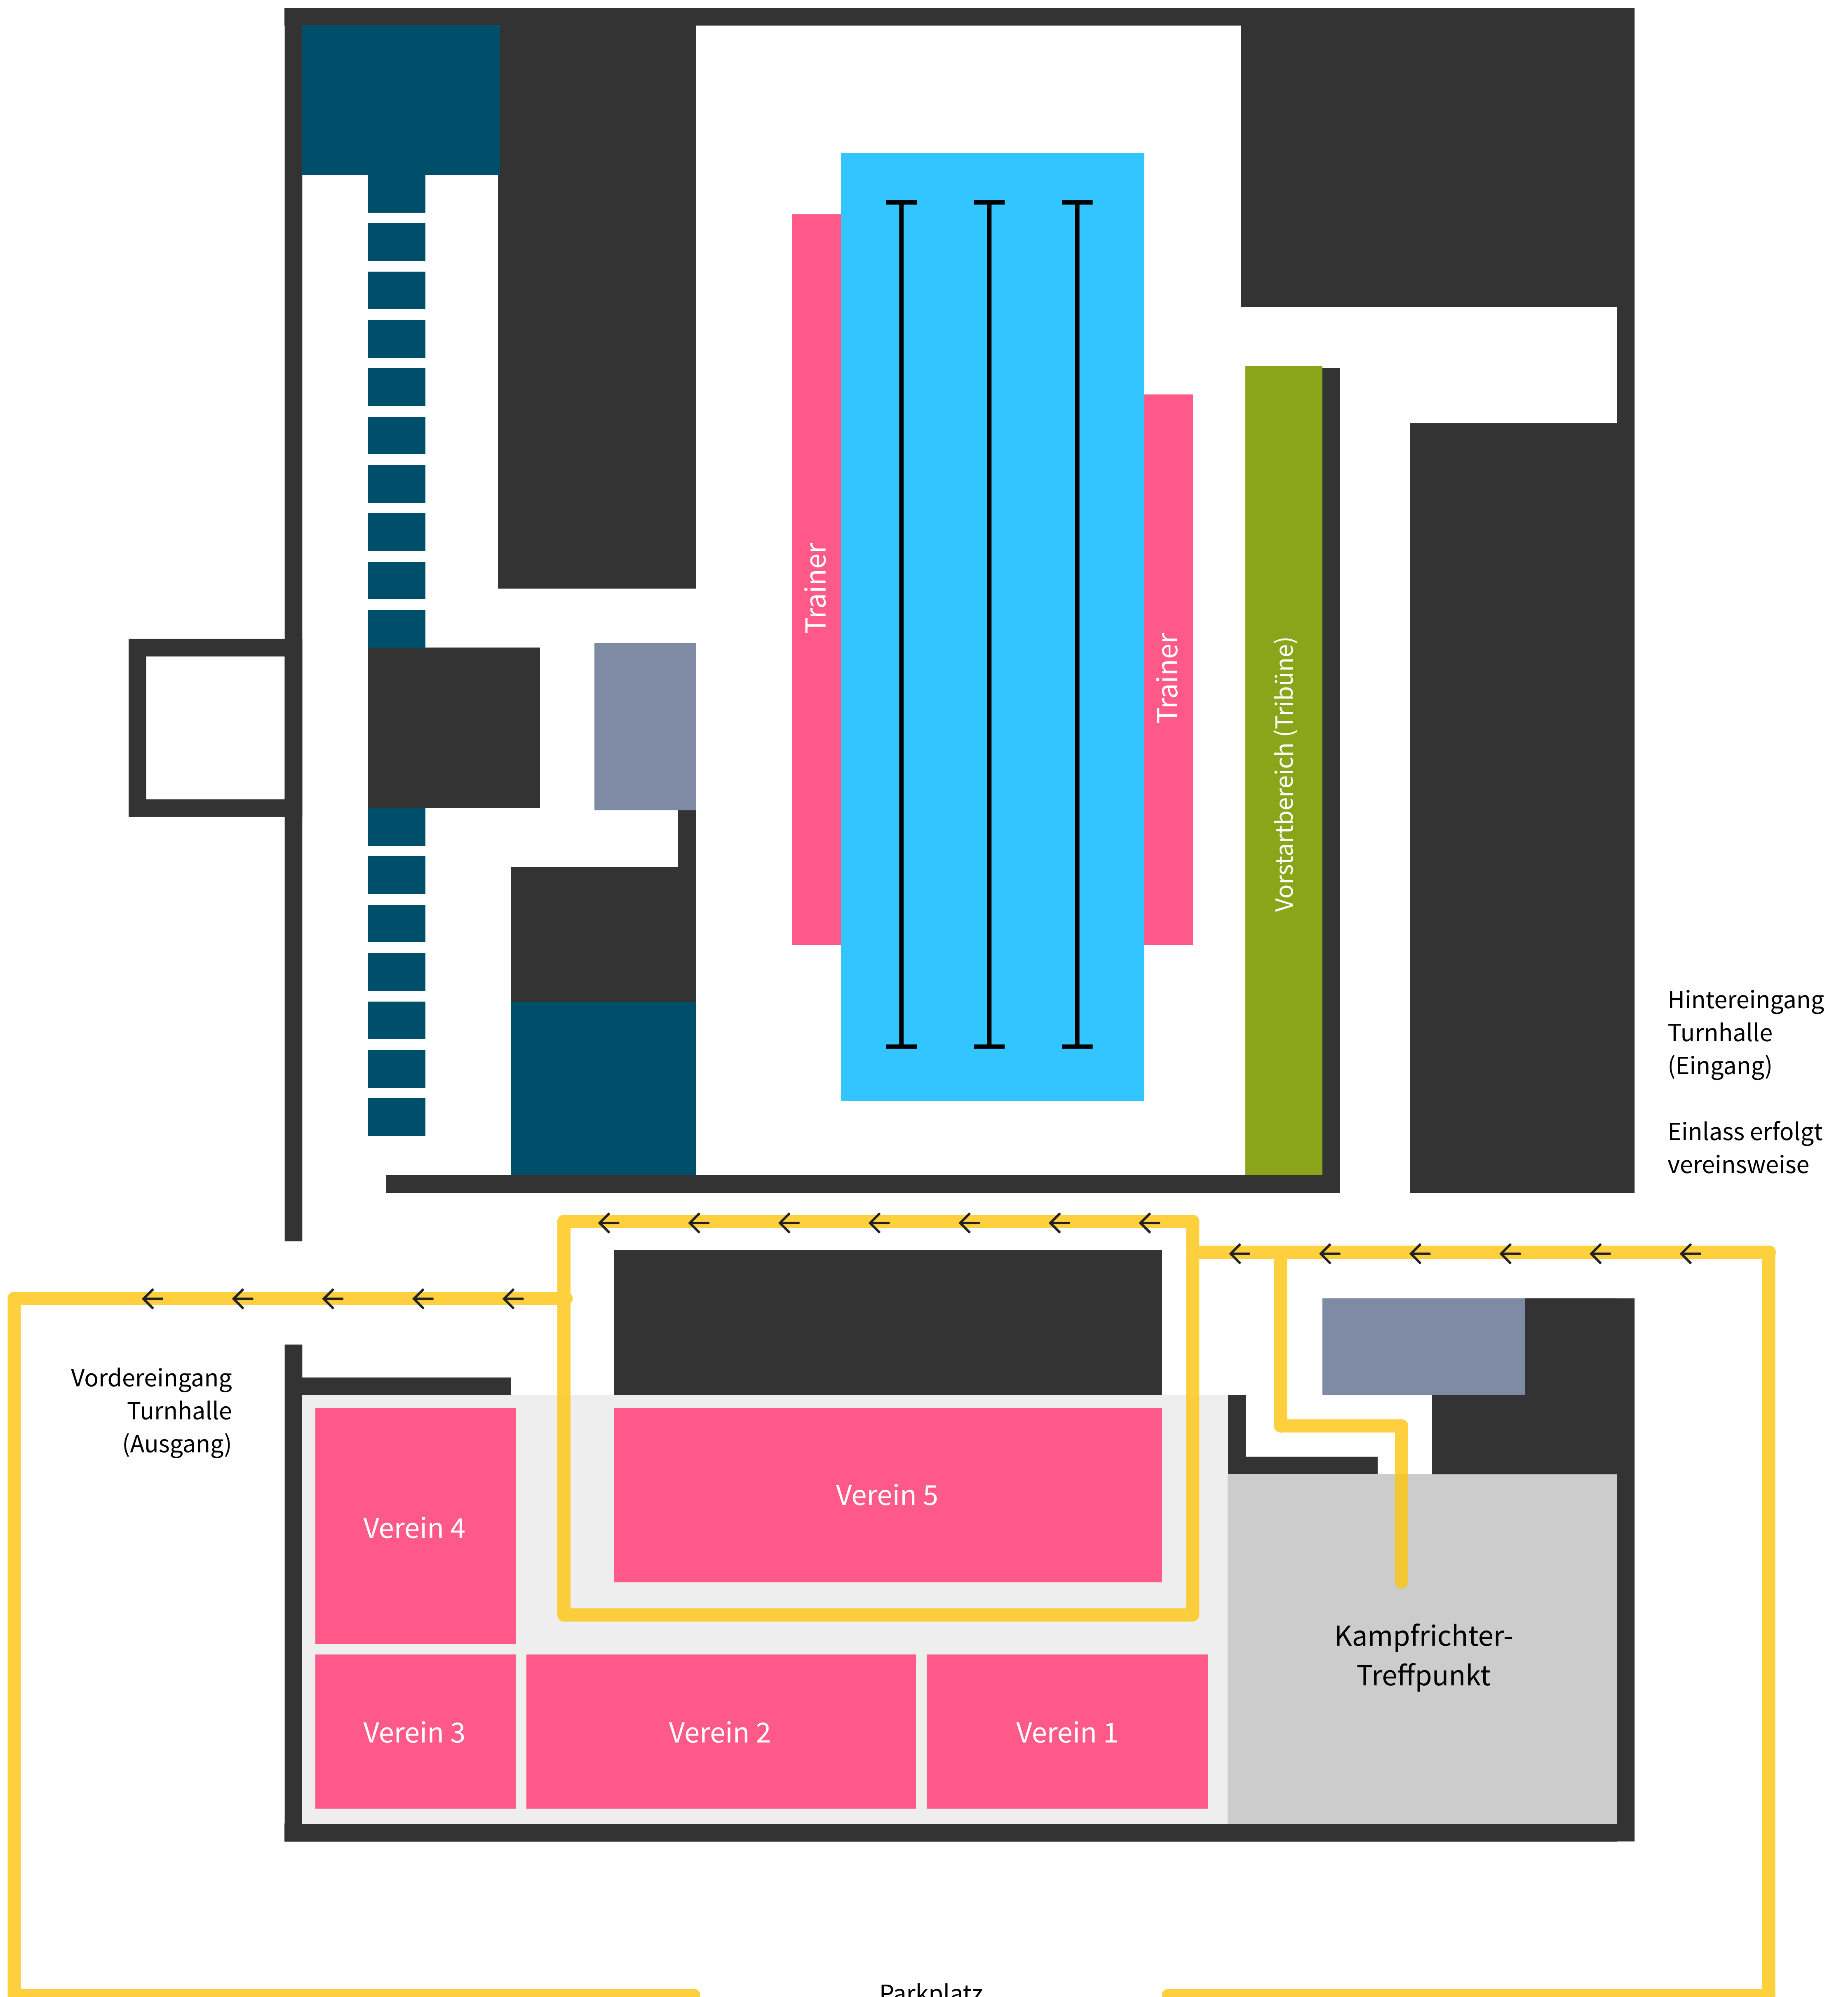 Trainer
Trainer
Vorstartbereich (Tribüne)
Hintereingang
Turnhalle
(Eingang)
Einlass erfolgt
vereinsweise
Vordereingang
Turnhalle
(Ausgang)
Verein 4
Verein 5
Verein 3
Verein 2
Verein 1
Kampfrichter-
Treffpunkt
Parkplatz